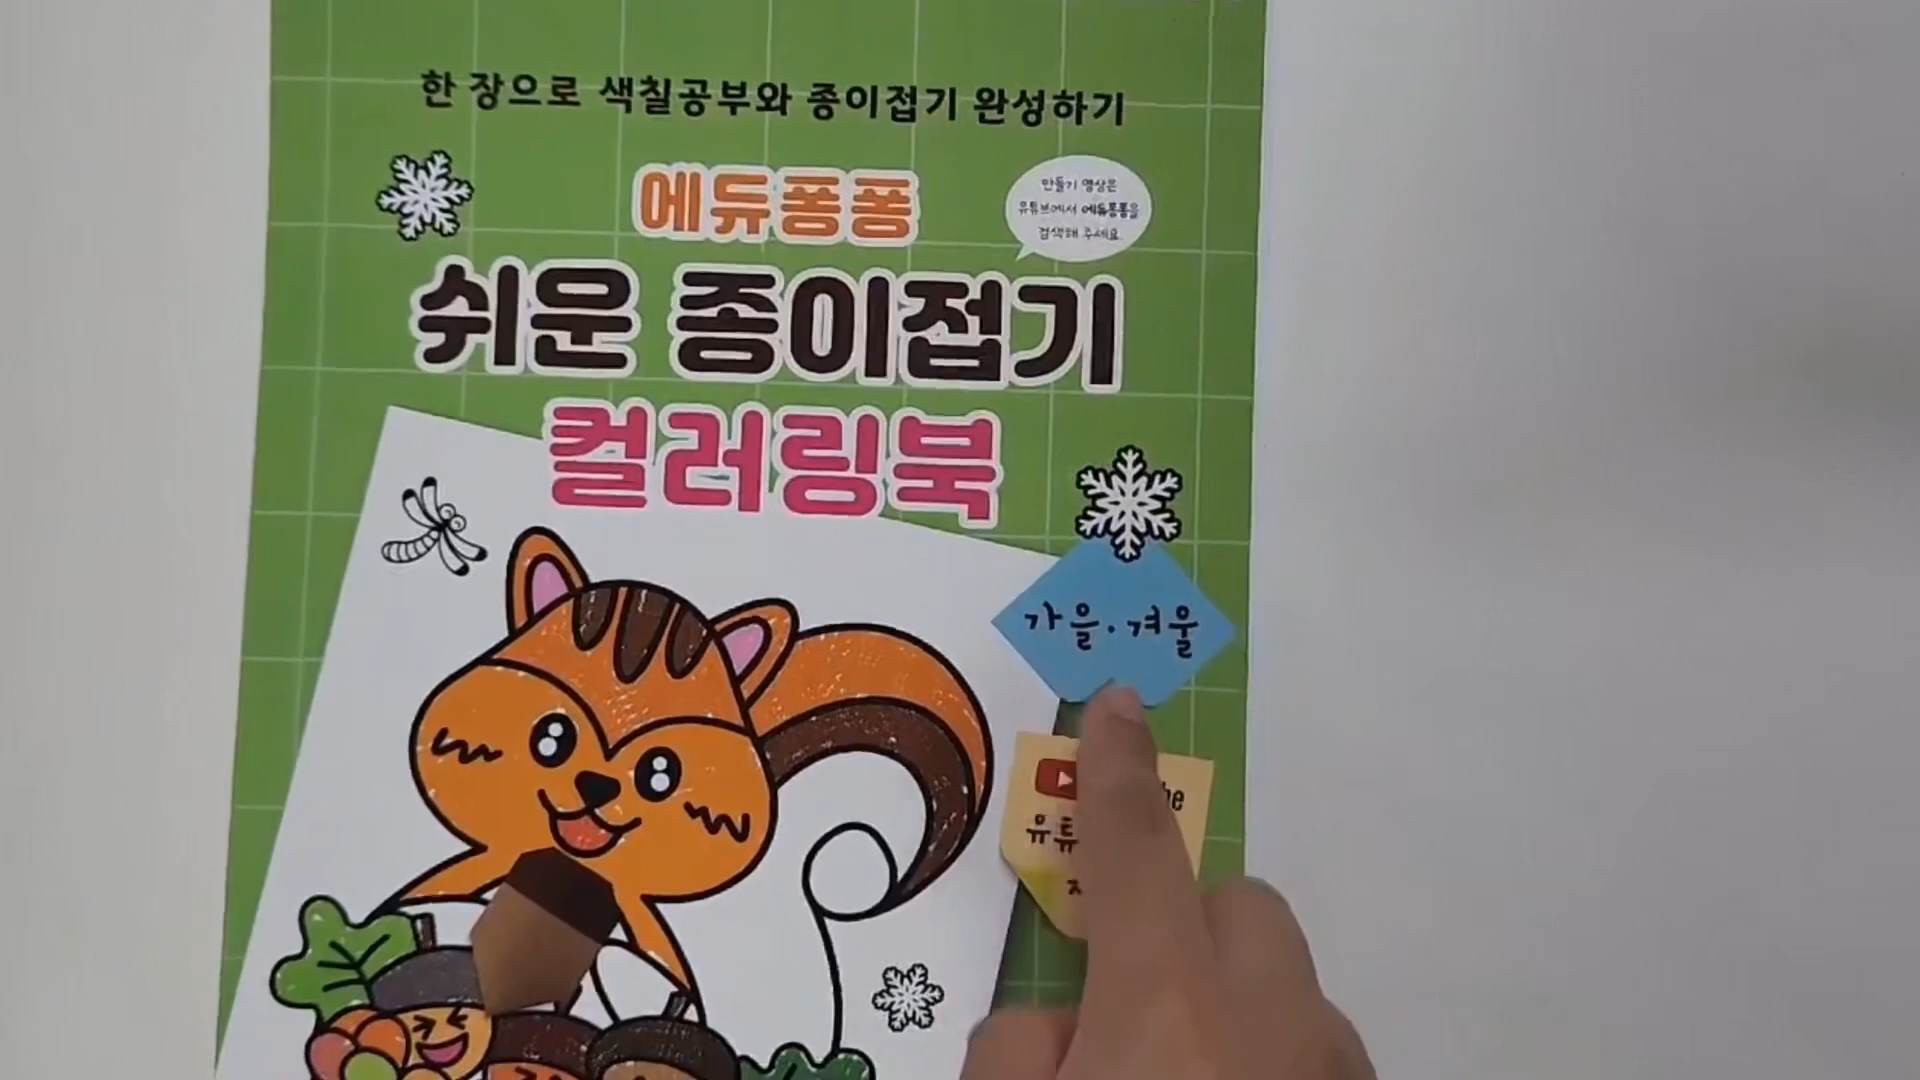 한 장으로 색칠공부와 종이접기 완성하기
에듀퐁퐁
만들기 영상은
유튜브에서 에듀퐁퐁을
검색해 주세요.
쉬운 종이접기
컬러링북
가을·겨울
유튜